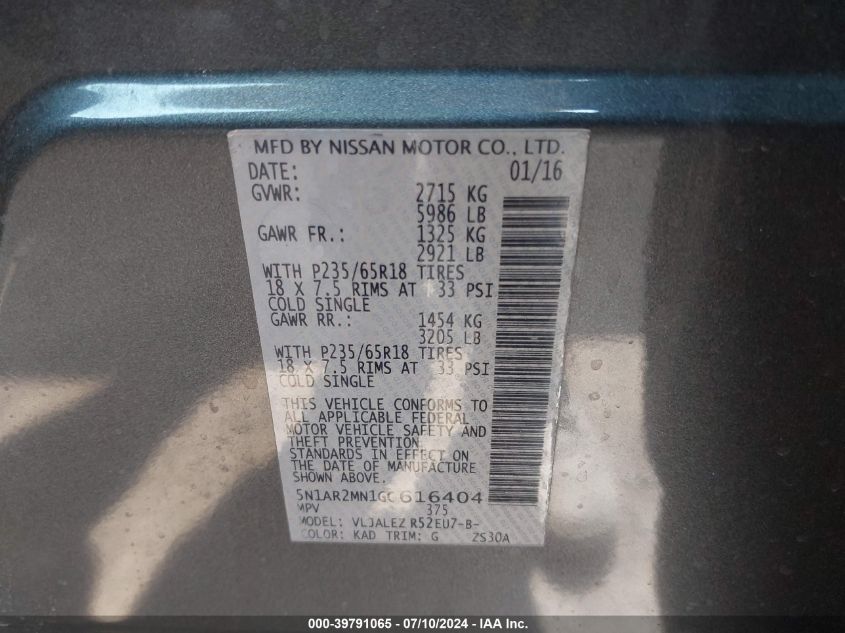 MFD BY NISSAN MOTOR CO., LTD.
DATE: 01/16
GVWR: 2715 KG
5986 LB
GAWR FR.: 1325 KG
2921 LB
WITH P235/65R18 TIRES
18 X 7.5 RIMS AT 33 PSI
COLD SINGLE
GAWR RR.: 1454 KG
3205 LB
WITH P235/65R18 TIRES
18 X 7.5 RIMS AT 33 PSI
COLD SINGLE
THIS VEHICLE CONFORMS TO
ALL APPLICABLE FEDERAL
MOTOR VEHICLE SAFETY AND
THEFT PREVENTION
STANDARDS IN EFFECT ON
THE DATE OF MANUFACTURE
SHOWN ABOVE.
5N1AR2MN1GC616404
MPV 375
MODEL: VLJALEZ R52EU7-B-
COLOR: KAD TRIM: G 2S30A
000-39791065 / 07/10/2024 / IAA Inc.